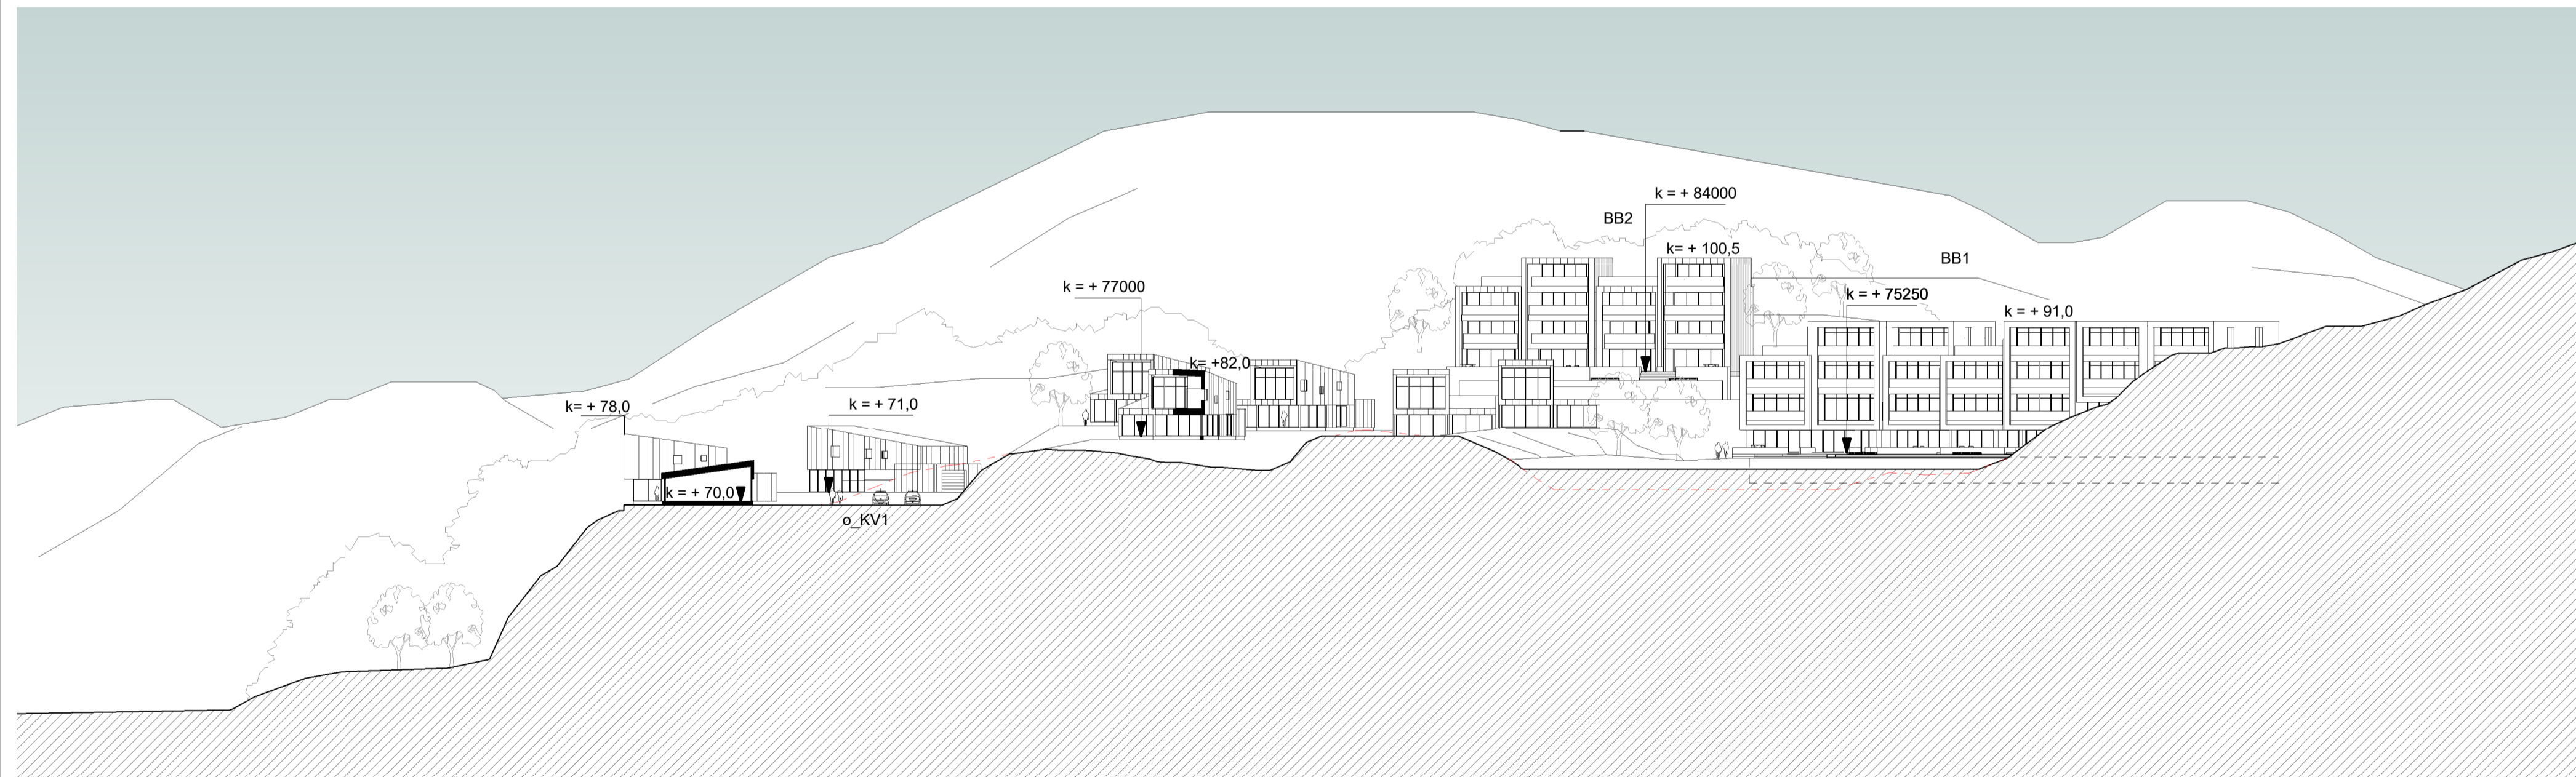 k = + 84000
BB2
k= + 100,5
BB1
k = + 77000
k = + 75250
k = + 91,0
k= +82,0
k= + 78,0
k = + 71,0
k = + 70,0
o_KV1